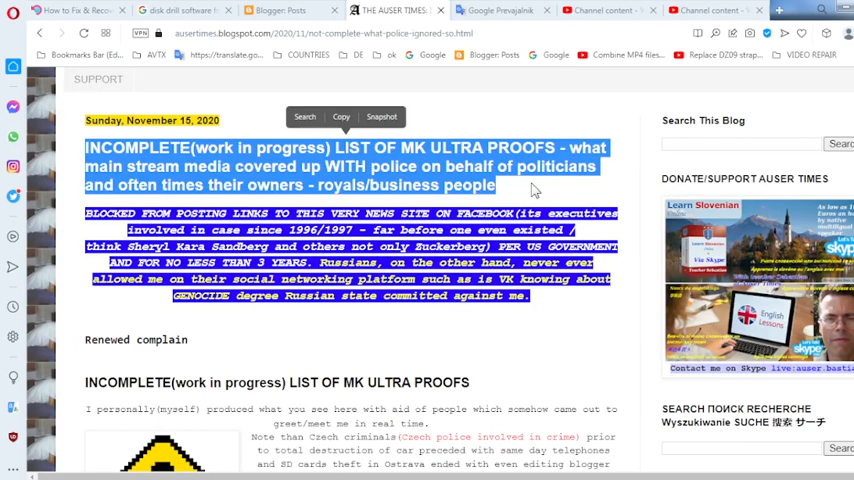 How to Fix & Recov
disk drill software f
Blogger: Posts
THE AUSER TIMES:
Google Prevajalnik
Channel content -
Channel content -
VPN
ausertimes.blogspot.com/2020/11/not-complete-what-police-ignored-so.html
Bookmarks Bar (Det)
AVTX
https://translate.go...
COUNTRIES
DE
ok
Google
Blogger: Posts
Google
Combine MP4 files...
Replace DZ09 strap...
VIDEO REPAIR
SUPPORT
Sunday, November 15, 2020
Search
Copy
Snapshot
INCOMPLETE(work in progress) LIST OF MK ULTRA PROOFS - what
main stream media covered up WITH police on behalf of politicians
and often times their owners - royals/business people
BLOCKED FROM POSTING LINKS TO THIS VERY NEWS SITE ON FACEBOOK(its executives
involved in case since 1996/1997 - far before one even existed /
think Sheryl Kara Sandberg and others not only Zuckerberg) PER US GOVERNMENT
AND FOR NO LESS THAN 3 YEARS. Russians, on the other hand, never ever
allowed me on their social networking platform such as is VK knowing about
GENOCIDE degree Russian state committed against me.
Renewed complain
INCOMPLETE(work in progress) LIST OF MK ULTRA PROOFS
I personally(myself) produced what you see here with aid of people which somehow came out to
greet/meet me in real time.
Note than Czech criminals(Czech police involved in crime) prior
to total destruction of car preceded with same day telephones
and SD cards theft in Ostrava ended with even editing blogger
Search This Blog
Search
DONATE/SUPPORT AUSER TIMES
Learn Slovenian
Via Skype
English
Lessons
Contact me on Skype live:auser.bastia
SEARCH ПОИСК RECHERCHE
Wyszukiwanie SUCHE 搜索 サーチ
Search